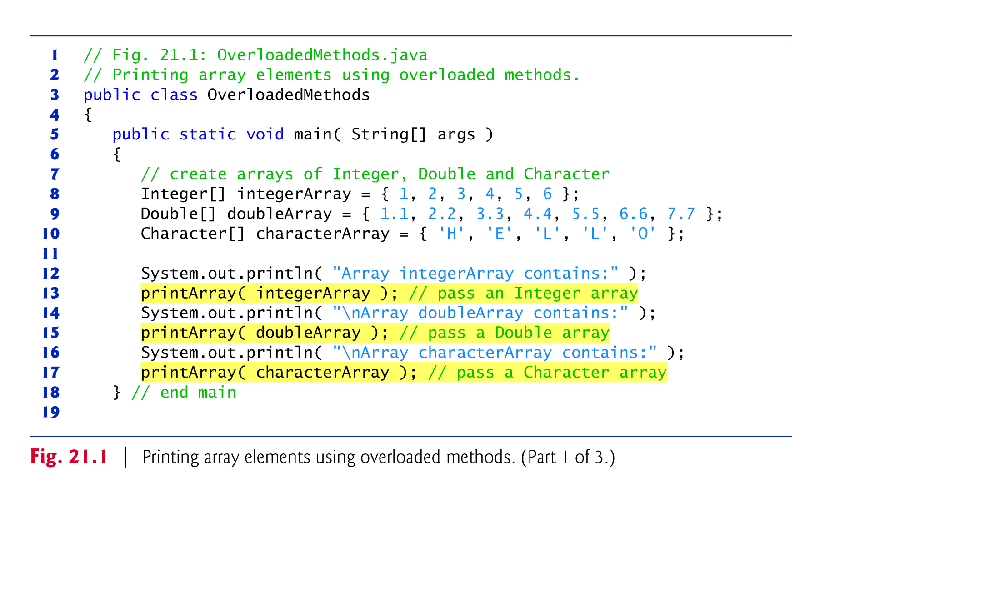 1 // Fig. 21.1: OverloadedMethods.java
2 // Printing array elements using overloaded methods.
3 public class OverloadedMethods
4 {
5    public static void main( String[] args )
6    {
7       // create arrays of Integer, Double and Character
8       Integer[] integerArray = { 1, 2, 3, 4, 5, 6 };
9       Double[] doubleArray = { 1.1, 2.2, 3.3, 4.4, 5.5, 6.6, 7.7 };
10       Character[] characterArray = { 'H', 'E', 'L', 'L', 'O' };
11
12       System.out.println( "Array integerArray contains:" );
13       printArray( integerArray ); // pass an Integer array
14       System.out.println( "\nArray doubleArray contains:" );
15       printArray( doubleArray ); // pass a Double array
16       System.out.println( "\nArray characterArray contains:" );
17       printArray( characterArray ); // pass a Character array
18    } // end main
19
Fig. 21.1 | Printing array elements using overloaded methods. (Part 1 of 3.)